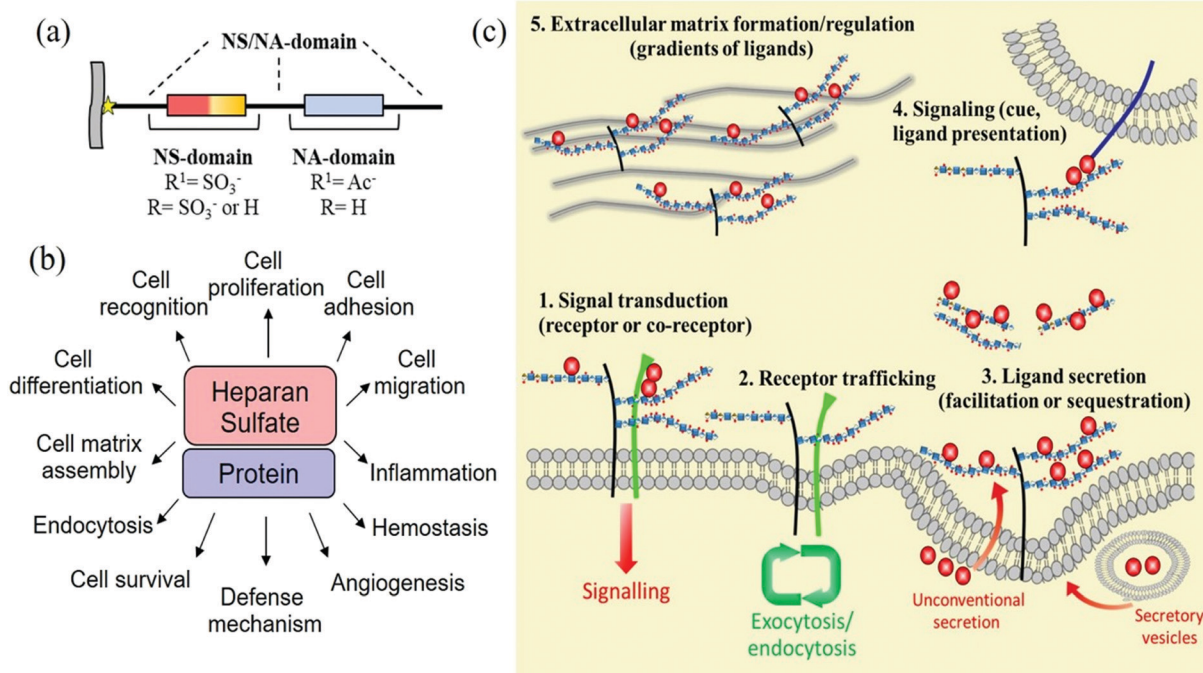 (a)
NS/NA-domain
NS-domain
R¹= SO₃⁻
R= SO₃⁻ or H
NA-domain
R¹= Ac⁻
R= H
(b)
Cell
recognition
Cell
proliferation
Cell
adhesion
Cell
differentiation
Cell
migration
Heparan
Sulfate
Protein
Cell matrix
assembly
Inflammation
Endocytosis
Hemostasis
Cell survival
Defense
mechanism
Angiogenesis
(c)
5. Extracellular matrix formation/regulation
(gradients of ligands)
4. Signaling (cue,
ligand presentation)
1. Signal transduction
(receptor or co-receptor)
2. Receptor trafficking
3. Ligand secretion
(facilitation or sequestration)
Signalling
Exocytosis/
endocytosis
Unconventional
secretion
Secretory
vesicles